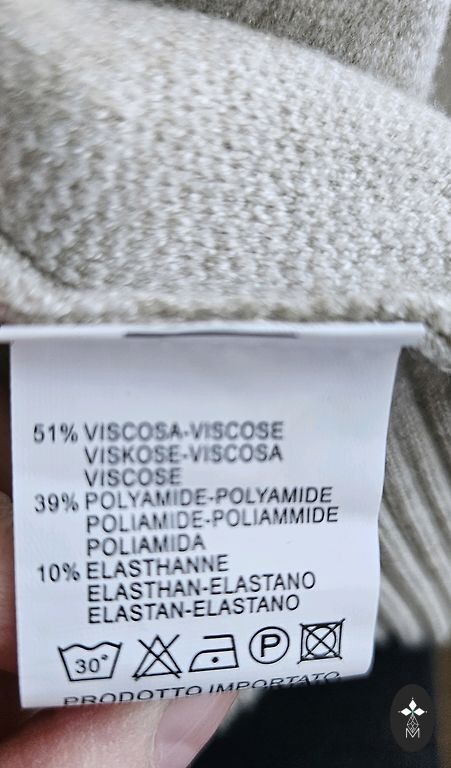 51% VISCOSA-VISCOSE
VISKOSE-VISCOSA
VISCOSE
39% POLYAMIDE-POLYAMIDE
POLIAMIDE-POLIAMMIDE
POLIAMIDA
10% ELASTHANNE
ELASTHAN-ELASTANO
ELASTAN-ELASTANO
30° P
PRODOTTO IMPORTATO
M